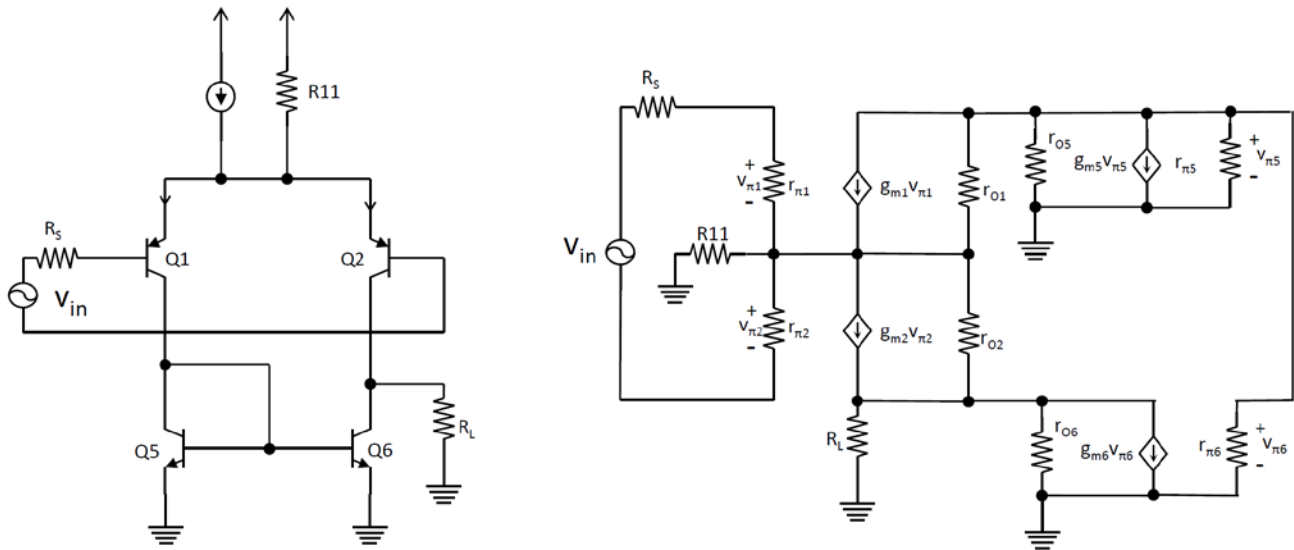 R11
R_S
Q1
Q2
V_in
Q5
Q6
R_L
R_S
+
v_π1
-
r_π1
g_m1v_π1
r_O1
r_O5
g_m5v_π5
r_π5
+
v_π5
-
R11
V_in
+
v_π2
-
r_π2
g_m2v_π2
r_O2
R_L
r_O6
g_m6v_π6
r_π6
+
v_π6
-